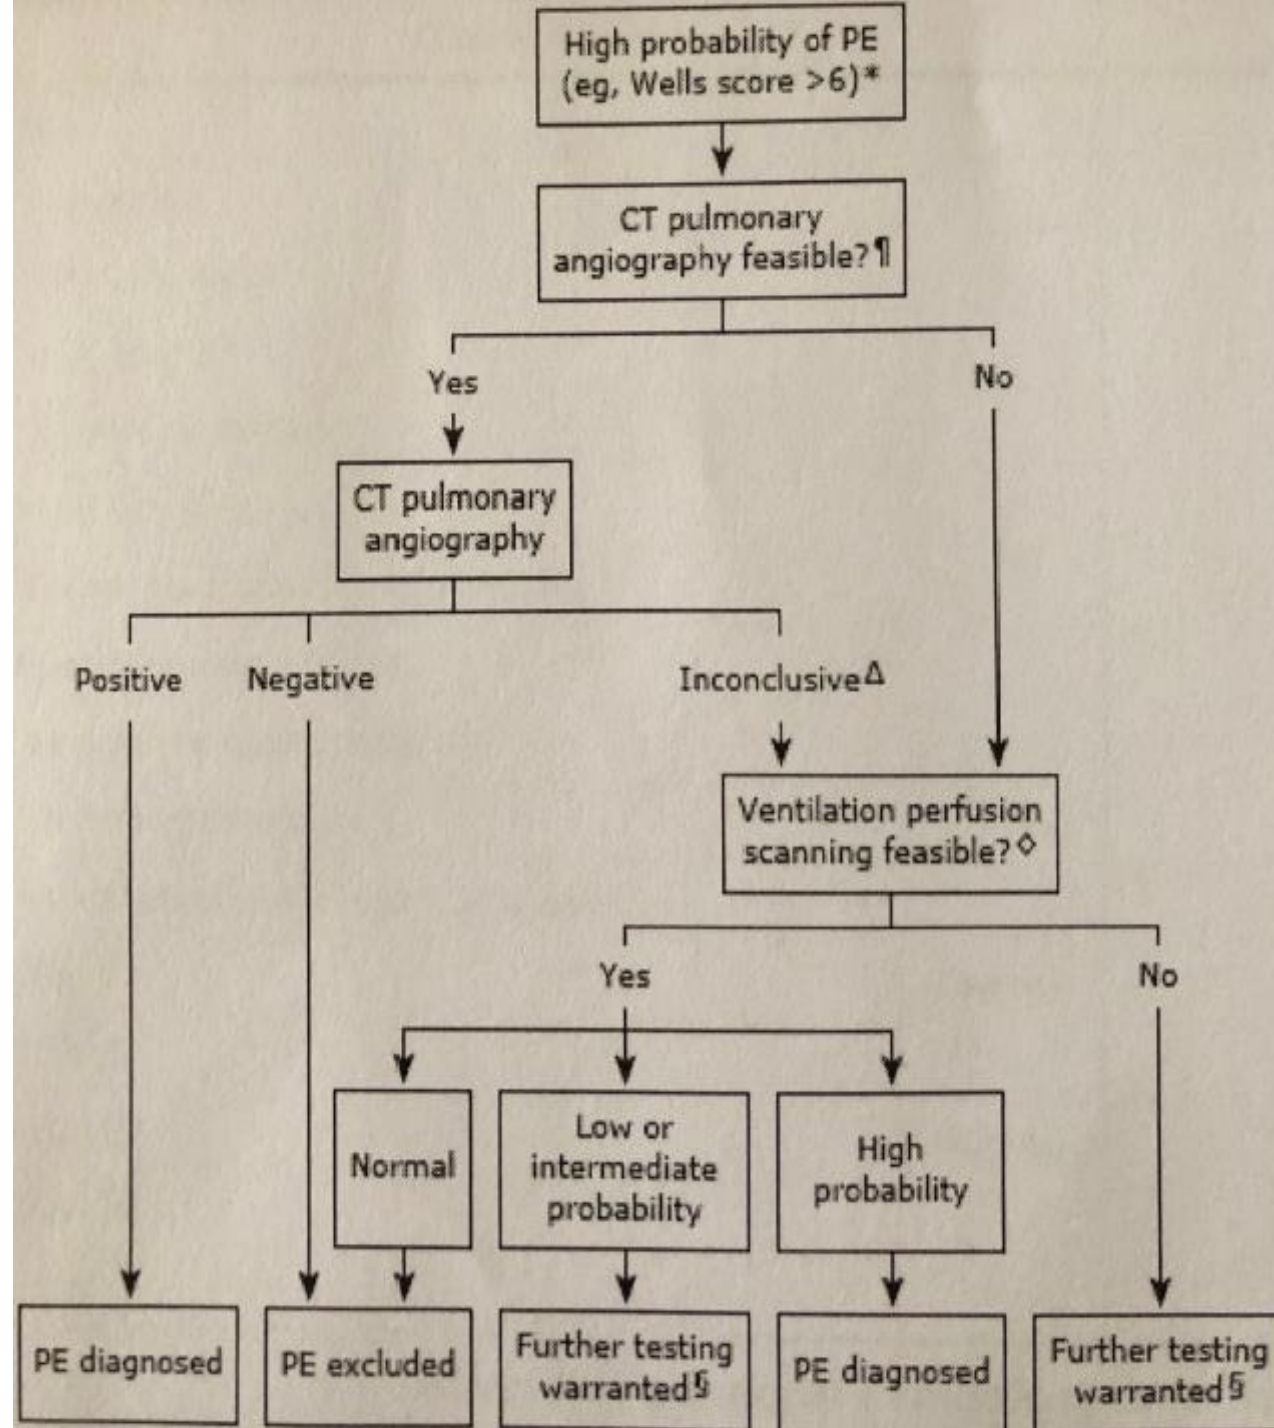 High probability of PE
(eg, Wells score >6)*
CT pulmonary
angiography feasible?¶
Yes
No
CT pulmonary
angiography
Positive
Negative
InconclusiveΔ
Ventilation perfusion
scanning feasible?◇
Yes
No
Normal
Low or
intermediate
probability
High
probability
PE diagnosed
PE excluded
Further testing
warranted§
PE diagnosed
Further testing
warranted§